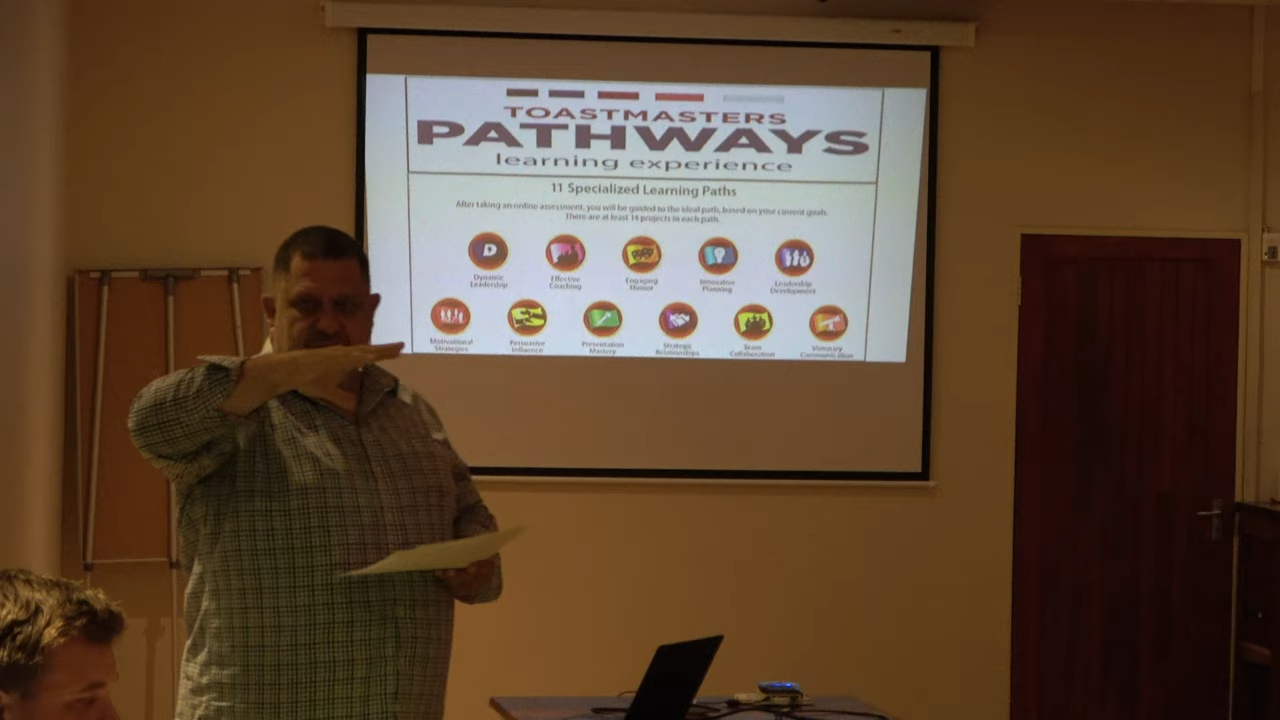 TOASTMASTERS
PATHWAYS
learning experience
11 Specialized Learning Paths
After taking an online assessment, you will be guided to the ideal path, based on your current goals.
There are at least 14 projects in each path.
D
Dynamic
Leadership
Effective
Coaching
Engaging
Humor
Innovative
Planning
Leadership
Development
Motivational
Strategies
Persuasive
Influence
Presentation
Mastery
Strategic
Relationships
Team
Collaboration
Visionary
Communication